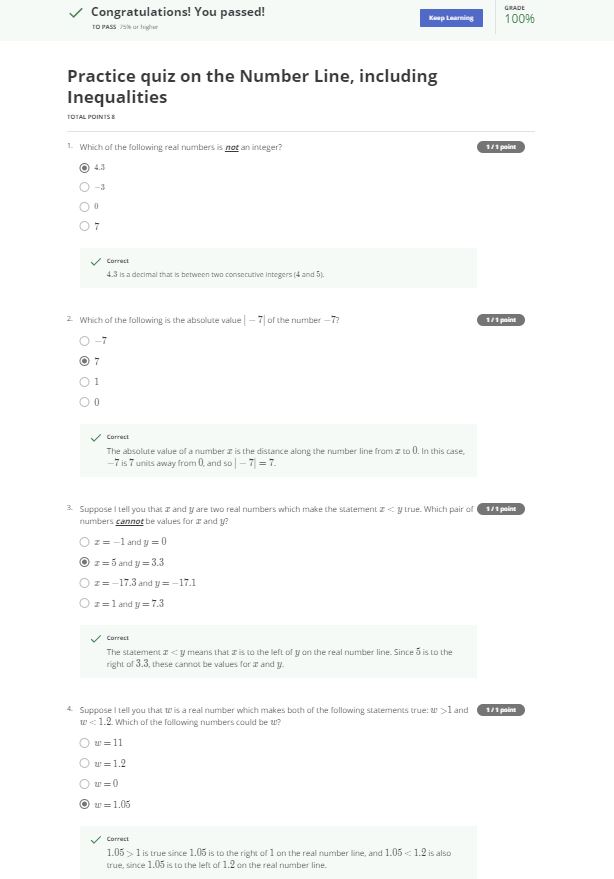 Congratulations! You passed!
TO PASS 75% or higher
Keep Learning
GRADE
100%
Practice quiz on the Number Line, including
Inequalities
TOTAL POINTS 8
1. Which of the following real numbers is not an integer?
1 / 1 point
4.3
−3
0
7
Correct
4.3 is a decimal that is between two consecutive integers (4 and 5).
2. Which of the following is the absolute value | − 7| of the number −7?
1 / 1 point
−7
7
1
0
Correct
The absolute value of a number x is the distance along the number line from x to 0. In this case,
−7 is 7 units away from 0, and so | − 7| = 7.
3. Suppose I tell you that x and y are two real numbers which make the statement x < y true. Which pair of
1 / 1 point
numbers cannot be values for x and y?
x = −1 and y = 0
x = 5 and y = 3.3
x = −17.3 and y = −17.1
x = 1 and y = 7.3
Correct
The statement x < y means that x is to the left of y on the real number line. Since 5 is to the
right of 3.3, these cannot be values for x and y.
4. Suppose I tell you that w is a real number which makes both of the following statements true: w >1 and
1 / 1 point
w < 1.2. Which of the following numbers could be w?
w = 11
w = 1.2
w = 0
w = 1.05
Correct
1.05 > 1 is true since 1.05 is to the right of 1 on the real number line, and 1.05 < 1.2 is also
true, since 1.05 is to the left of 1.2 on the real number line.